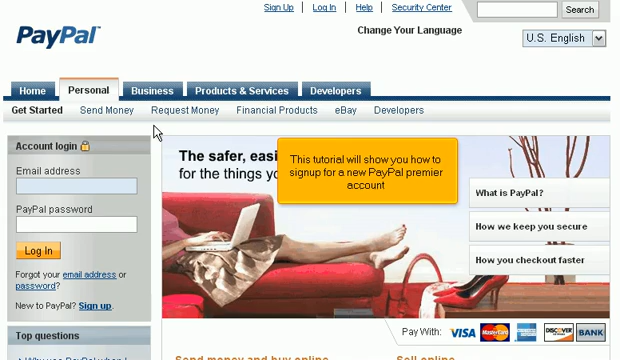 Sign Up | Log In | Help | Security Center
Search
PayPal™
Change Your Language
U.S. English
Home Personal Business Products & Services Developers
Get Started Send Money Request Money Financial Products eBay Developers
Account login
Email address
PayPal password
Log In
Forgot your email address or
password?
New to PayPal? Sign up.
Top questions
The safer, easi
for the things yo
This tutorial will show you how to
signup for a new PayPal premier
account
What is PayPal?
How we keep you secure
How you checkout faster
Pay With: VISA MasterCard DISCOVER BANK
Send money and buy online
Sell online